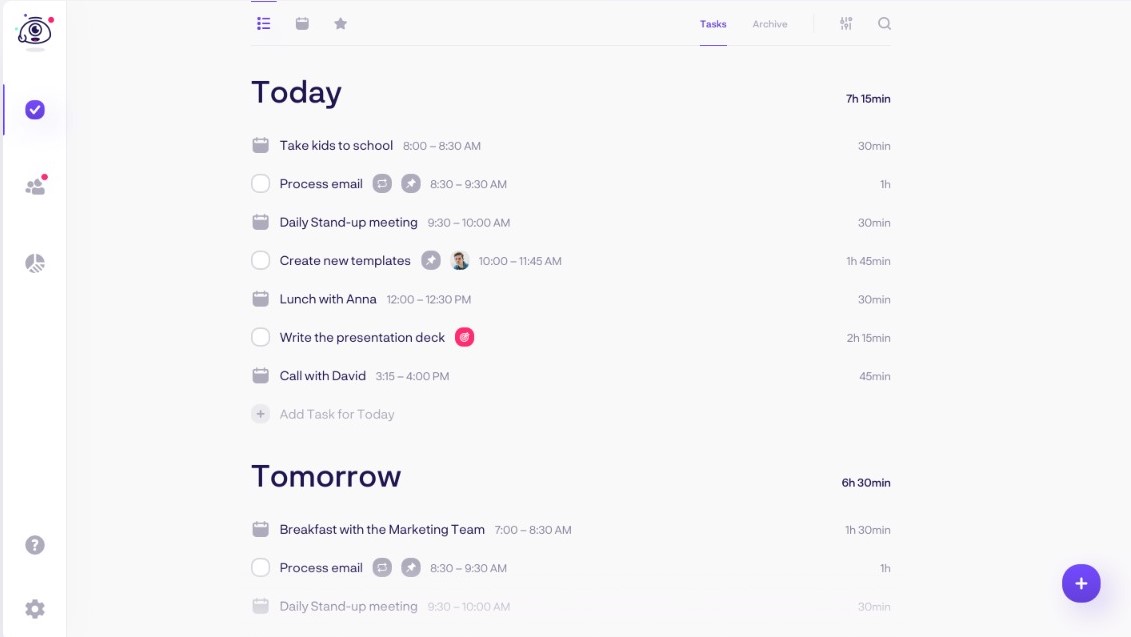 Tasks Archive
Today 7h 15min
Take kids to school 8:00 – 8:30 AM 30min
Process email 8:30 – 9:30 AM 1h
Daily Stand-up meeting 9:30 – 10:00 AM 30min
Create new templates 10:00 – 11:45 AM 1h 45min
Lunch with Anna 12:00 – 12:30 PM 30min
Write the presentation deck 2h 15min
Call with David 3:15 – 4:00 PM 45min
+ Add Task for Today
Tomorrow 6h 30min
Breakfast with the Marketing Team 7:00 – 8:30 AM 1h 30min
Process email 8:30 – 9:30 AM 1h
? Daily Stand-up meeting 9:30 – 10:00 AM 30min